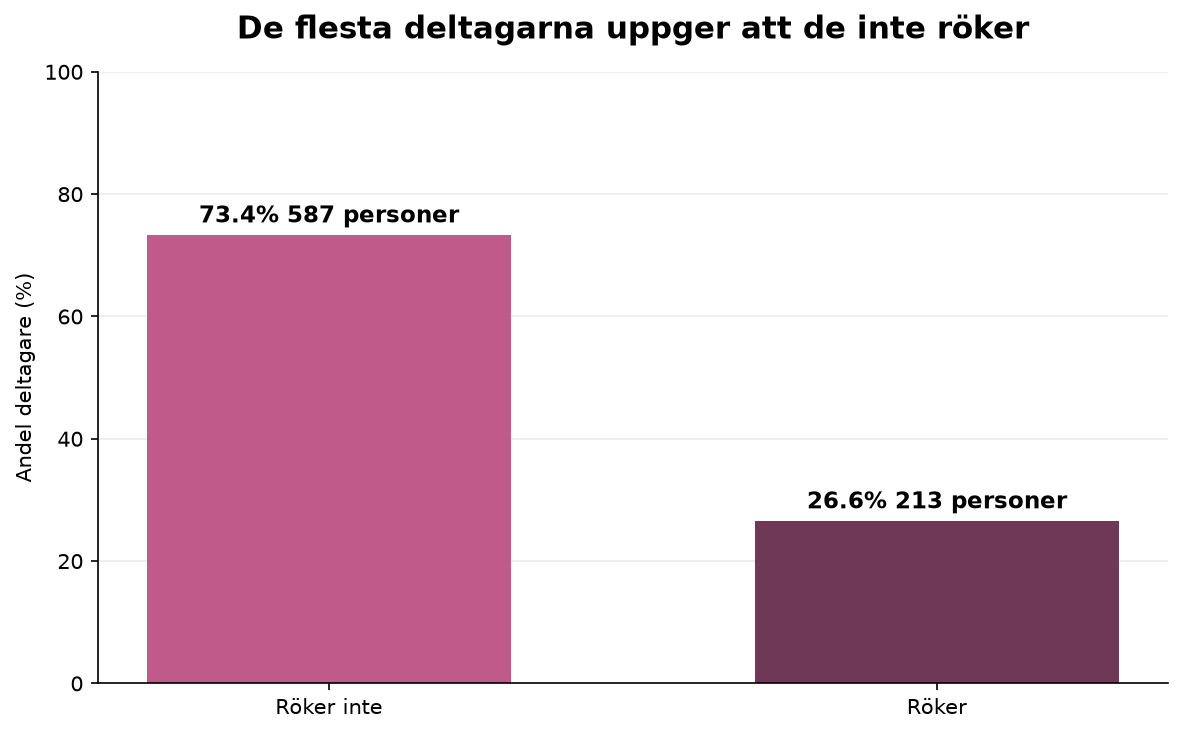 De flesta deltagarna uppger att de inte röker
Andel deltagare (%)
100
80
60
40
20
0
73.4% 587 personer
26.6% 213 personer
Röker inte
Röker